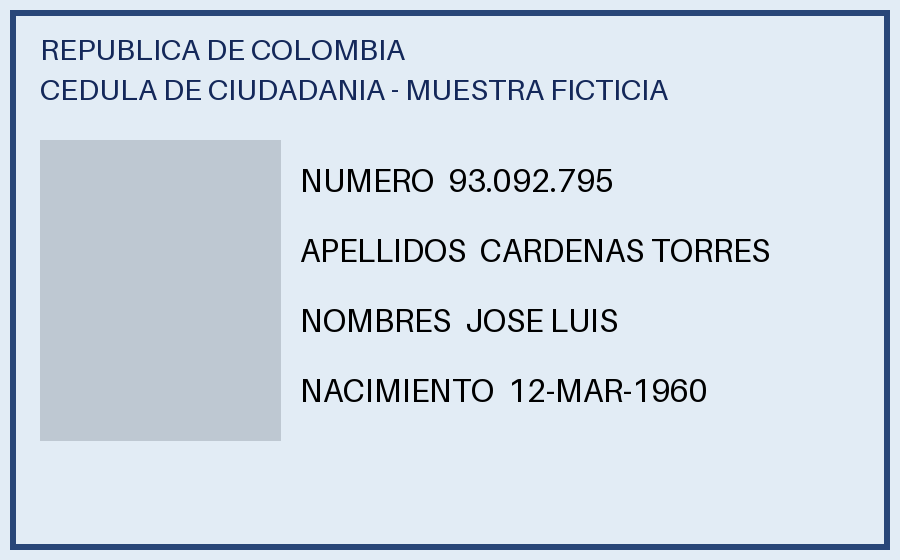 REPUBLICA DE COLOMBIA
CEDULA DE CIUDADANIA - MUESTRA FICTICIA
NUMERO 93.092.795
APELLIDOS CARDENAS TORRES
NOMBRES JOSE LUIS
NACIMIENTO 12-MAR-1960